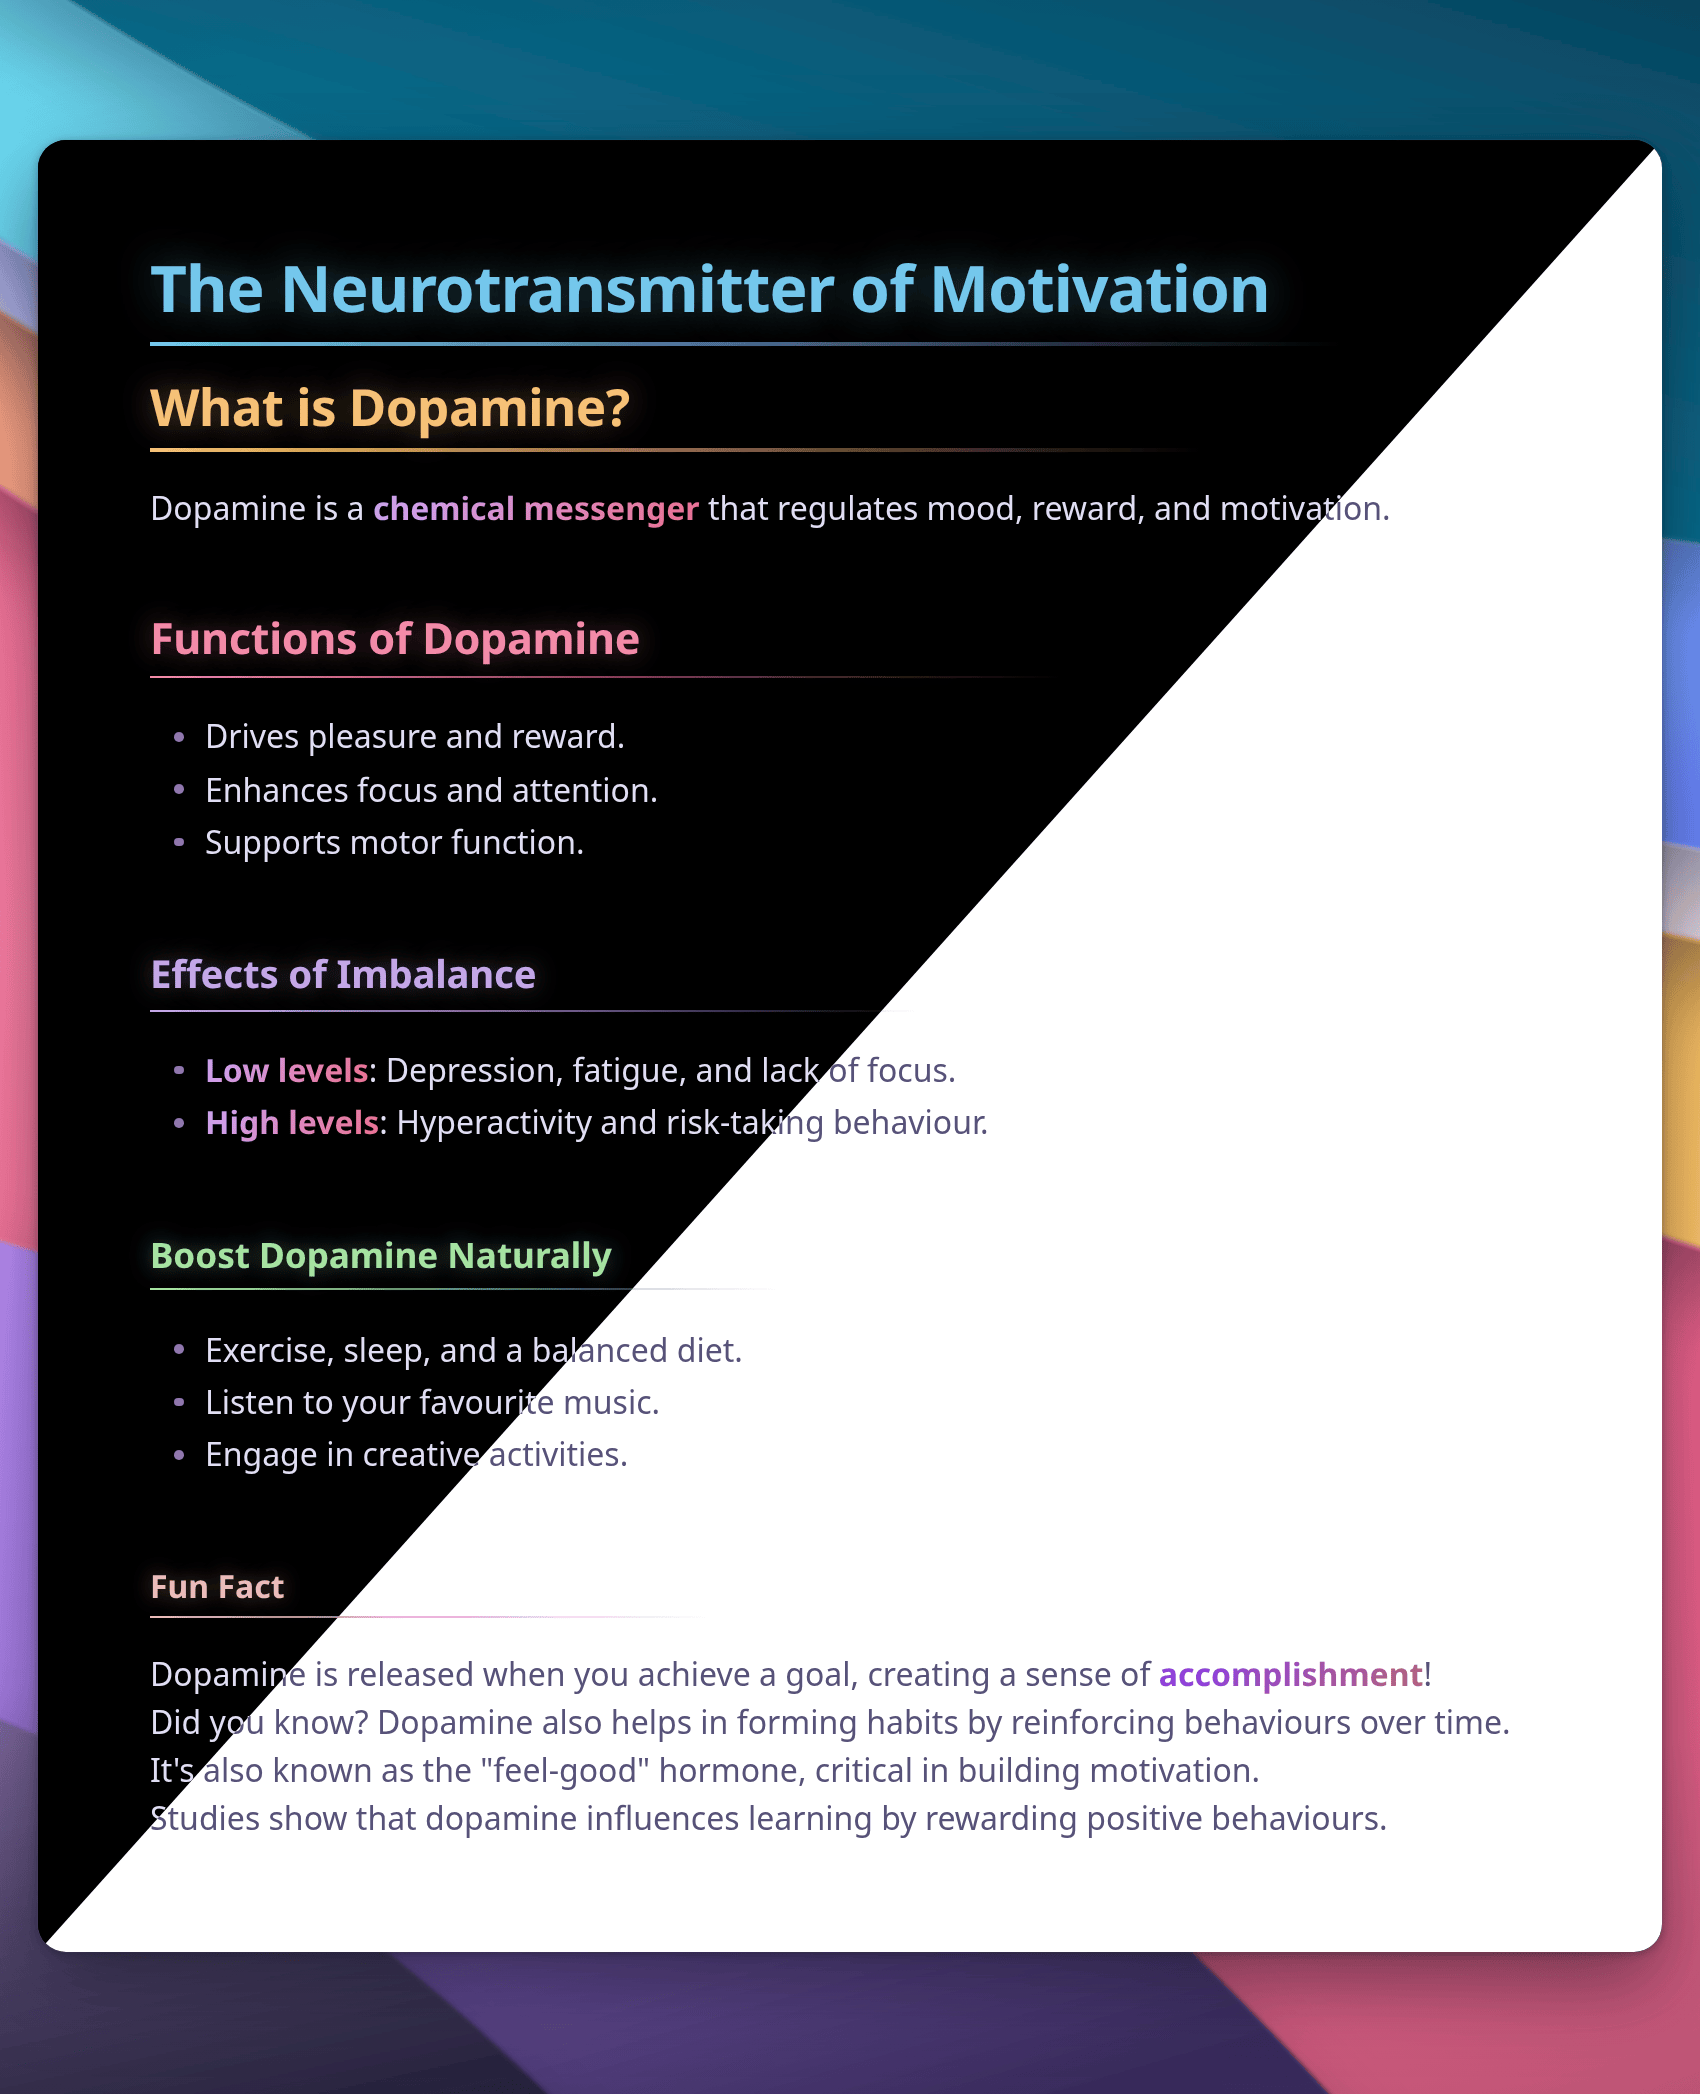 The Neurotransmitter of Motivation
What is Dopamine?
Dopamine is a chemical messenger that regulates mood, reward, and motivation.
Functions of Dopamine
Drives pleasure and reward.
Enhances focus and attention.
Supports motor function.
Effects of Imbalance
Low levels: Depression, fatigue, and lack of focus.
High levels: Hyperactivity and risk-taking behaviour.
Boost Dopamine Naturally
Exercise, sleep, and a balanced diet.
Listen to your favourite music.
Engage in creative activities.
Fun Fact
Dopamine is released when you achieve a goal, creating a sense of accomplishment!
Did you know? Dopamine also helps in forming habits by reinforcing behaviours over time.
It's also known as the "feel-good" hormone, critical in building motivation.
Studies show that dopamine influences learning by rewarding positive behaviours.